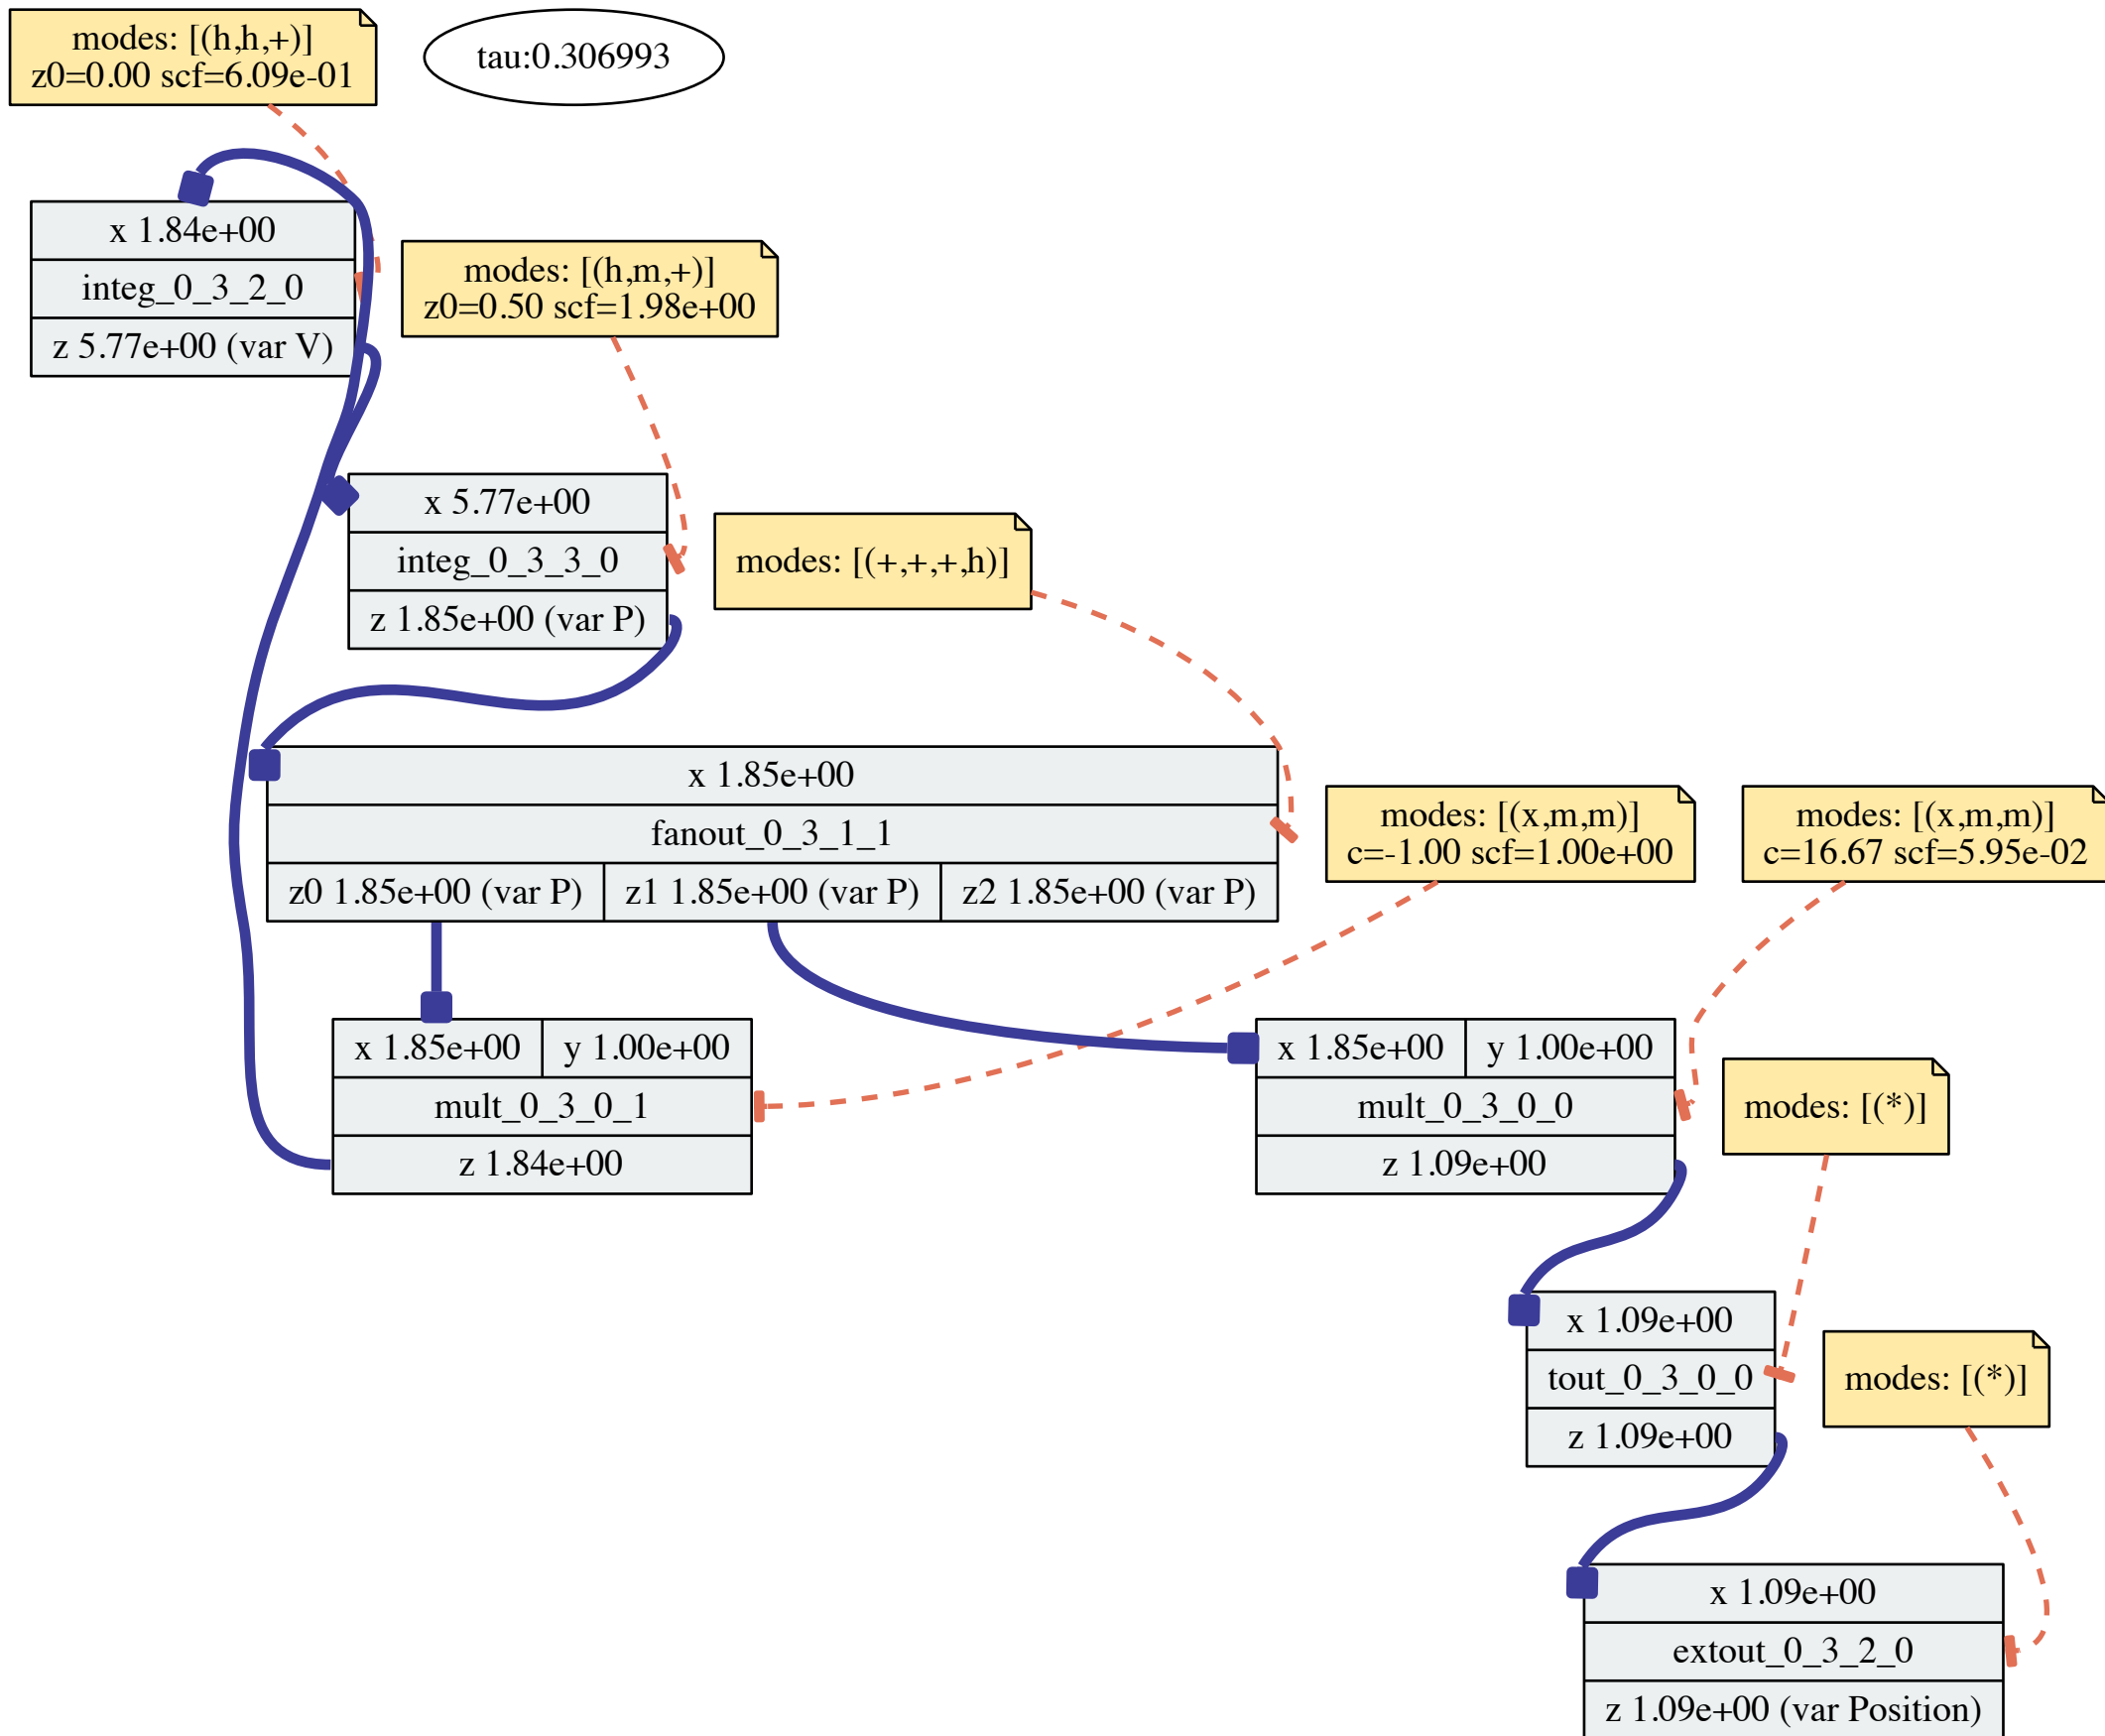 modes: [(h,h,+)]
z0=0.00 scf=6.09e-01
tau:0.306993
x 1.84e+00
integ_0_3_2_0
z 5.77e+00 (var V)
modes: [(h,m,+)]
z0=0.50 scf=1.98e+00
x 5.77e+00
integ_0_3_3_0
z 1.85e+00 (var P)
modes: [(+,+,+,h)]
x 1.85e+00
fanout_0_3_1_1
z0 1.85e+00 (var P)
z1 1.85e+00 (var P)
z2 1.85e+00 (var P)
modes: [(x,m,m)]
c=-1.00 scf=1.00e+00
modes: [(x,m,m)]
c=16.67 scf=5.95e-02
x 1.85e+00
y 1.00e+00
mult_0_3_0_1
z 1.84e+00
x 1.85e+00
y 1.00e+00
mult_0_3_0_0
z 1.09e+00
modes: [(*)]
x 1.09e+00
tout_0_3_0_0
z 1.09e+00
modes: [(*)]
x 1.09e+00
extout_0_3_2_0
z 1.09e+00 (var Position)